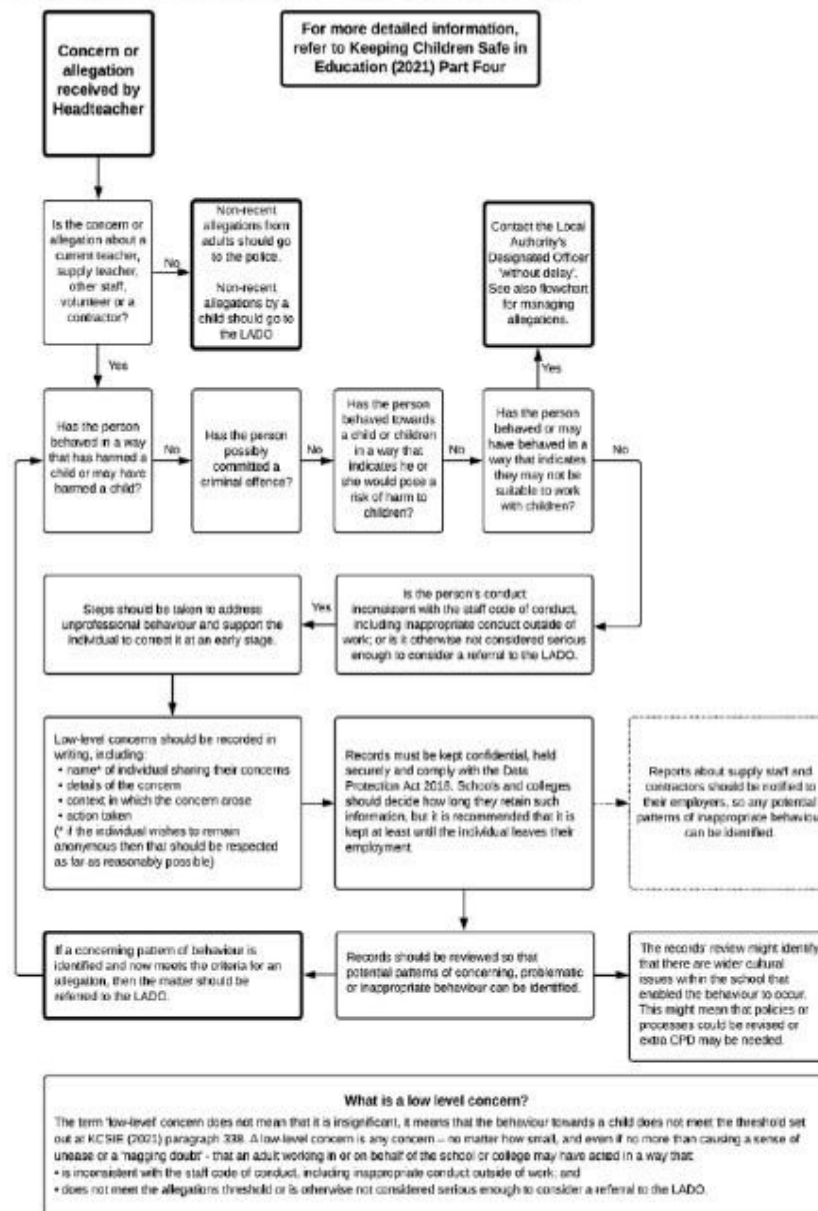 Concern or
allegation
received by
Headteacher
For more detailed information,
refer to Keeping Children Safe in
Education (2021) Part Four
Is the concern or
allegation about a
current teacher,
supply teacher,
other staff,
volunteer or a
contractor?
No
Non-recent
allegations from
adults should go
to the police.
Non-recent
allegations by a
child should go to
the LADO
Contact the Local
Authority's
Designated Officer
'without delay'.
See also flowchart
for managing
allegations.
Yes
Yes
Has the person
behaved in a way
that has harmed a
child or may have
harmed a child?
No
Has the person
possibly
committed a
criminal offence?
No
Has the person
behaved towards
a child or children
in a way that
indicates he or
she would pose a
risk of harm to
children?
No
Has the person
behaved or may
have behaved in a
way that indicates
they may not be
suitable to work
with children?
No
Steps should be taken to address
unprofessional behaviour and support the
individual to correct it at an early stage.
Yes
Is the person's conduct
inconsistent with the staff code of conduct,
including inappropriate conduct outside of
work; or is it otherwise not considered serious
enough to consider a referral to the LADO.
Low-level concerns should be recorded in
writing, including:
• name* of individual sharing their concerns
• details of the concern
• context in which the concern arose
• action taken
(* if the individual wishes to remain
anonymous then that should be respected
as far as reasonably possible)
Records must be kept confidential, held
securely and comply with the Data
Protection Act 2018. Schools and colleges
should decide how long they retain such
information, but it is recommended that it is
kept at least until the individual leaves their
employment
Reports about supply staff and
contractors should be notified to
their employers, so any potential
patterns of inappropriate behaviour
can be identified.
If a concerning pattern of behaviour is
identified and now meets the criteria for an
allegation, then the matter should be
referred to the LADO.
Records should be reviewed so that
potential patterns of concerning, problematic
or inappropriate behaviour can be identified.
The records' review might identify
that there are wider cultural
issues within the school that
enabled the behaviour to occur.
This might mean that policies or
processes could be revised or
extra CPD may be needed.
What is a low level concern?
The term 'low-level' concern does not mean that it is insignificant, it means that the behaviour towards a child does not meet the threshold set
out at KCSIE (2021) paragraph 338. A low-level concern is any concern – no matter how small, and even if no more than causing a sense of
unease or a 'nagging doubt' - that an adult working in or on behalf of the school or college may have acted in a way that:
• is inconsistent with the staff code of conduct, including inappropriate conduct outside of work; and
• does not meet the allegations threshold or is otherwise not considered serious enough to consider a referral to the LADO.